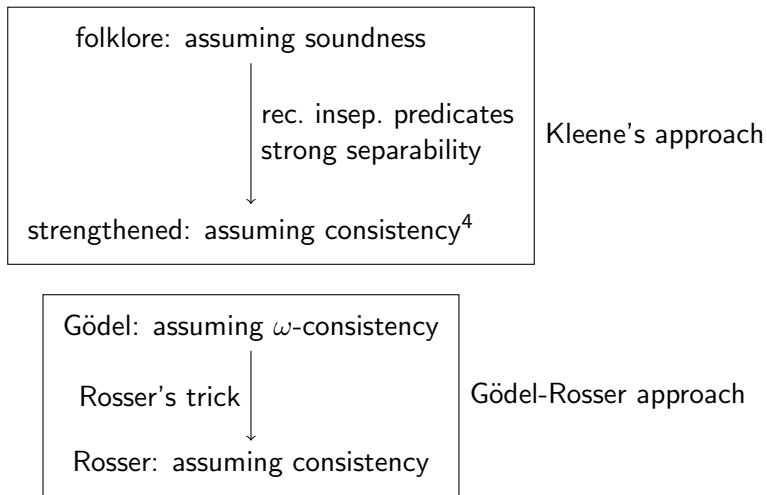 folklore: assuming soundness
rec. insep. predicates
strong separability
Kleene's approach
strengthened: assuming consistency⁴
Gödel: assuming ω-consistency
Rosser's trick
Gödel-Rosser approach
Rosser: assuming consistency